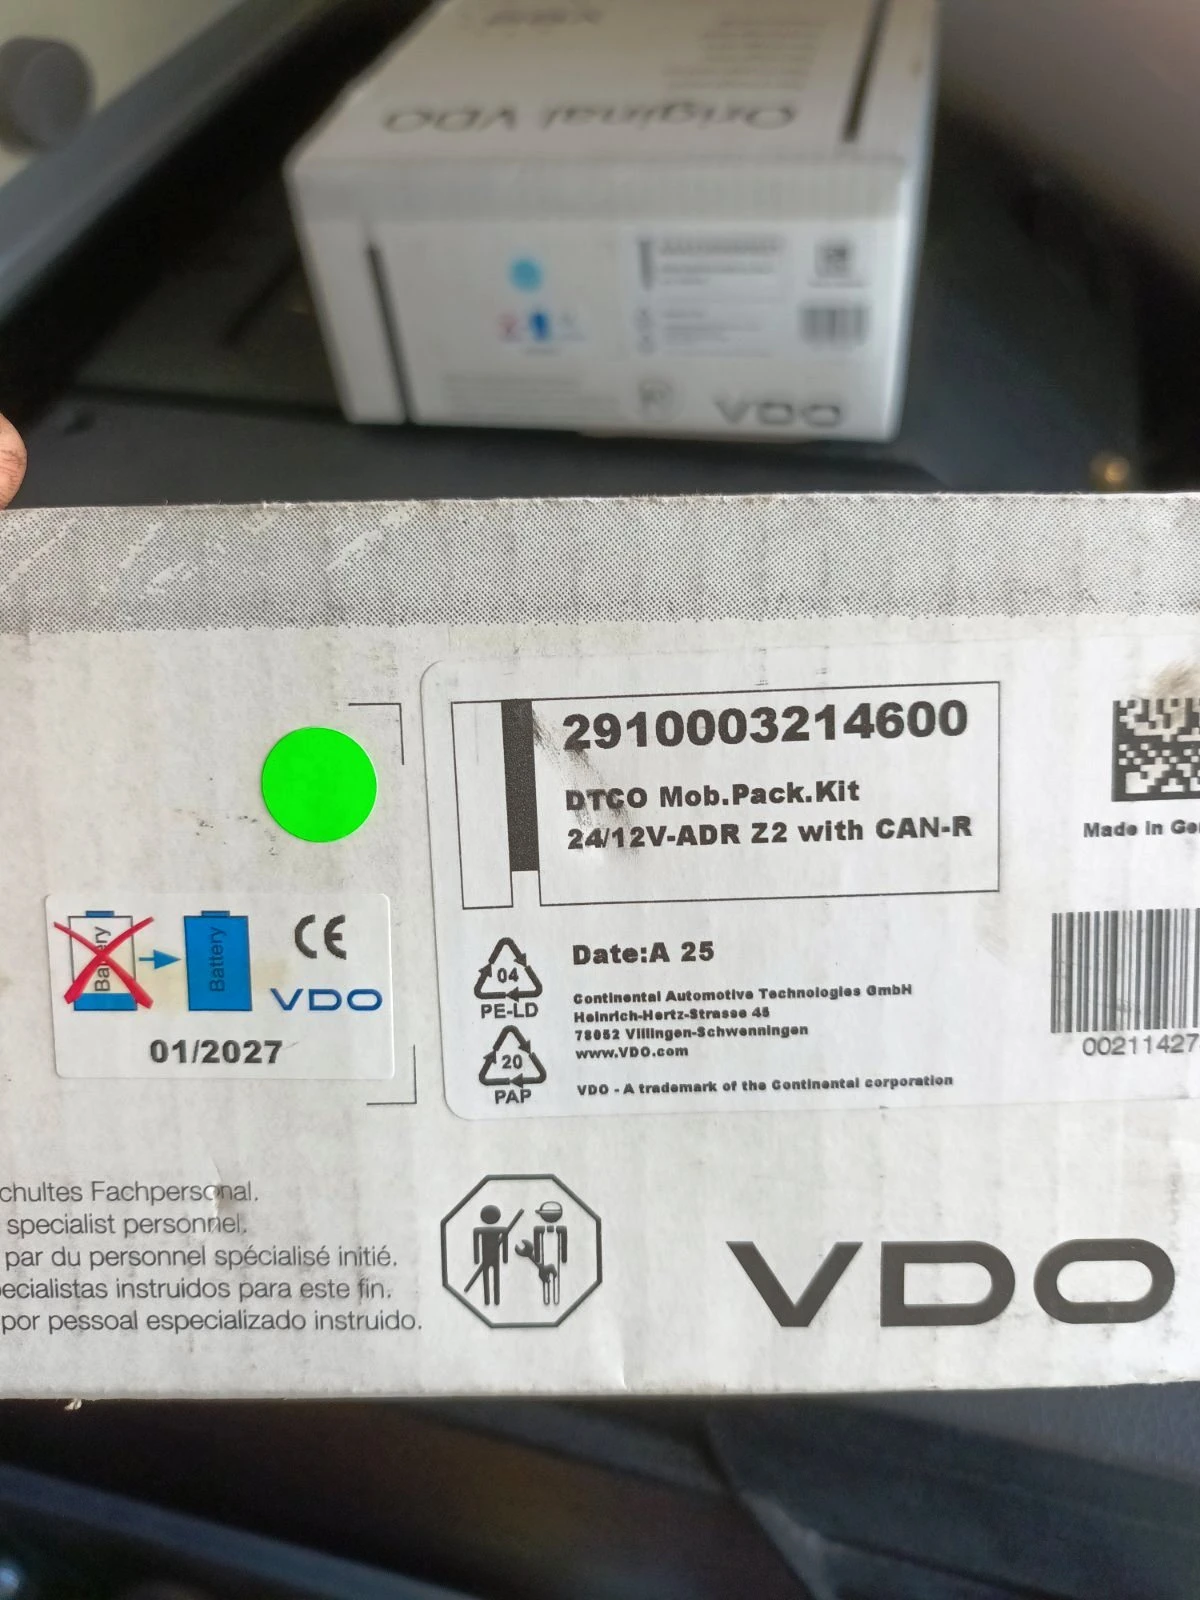 Original VDO
VDO
2910003214600
DTCO Mob.Pack.Kit
24/12V-ADR Z2 with CAN-R
Made in Ge
Battery
Battery
CE
VDO
01/2027
04
PE-LD
20
PAP
Date:A 25
Continental Automotive Technologies GmbH
Heinrich-Hertz-Strasse 45
78052 Villingen-Schwenningen
www.VDO.com
VDO - A trademark of the Continental corporation
00211427
chultes Fachpersonal.
specialist personnel.
par du personnel spécialisé initié.
ecialistas instruidos para este fin.
por pessoal especializado instruido.
VDO